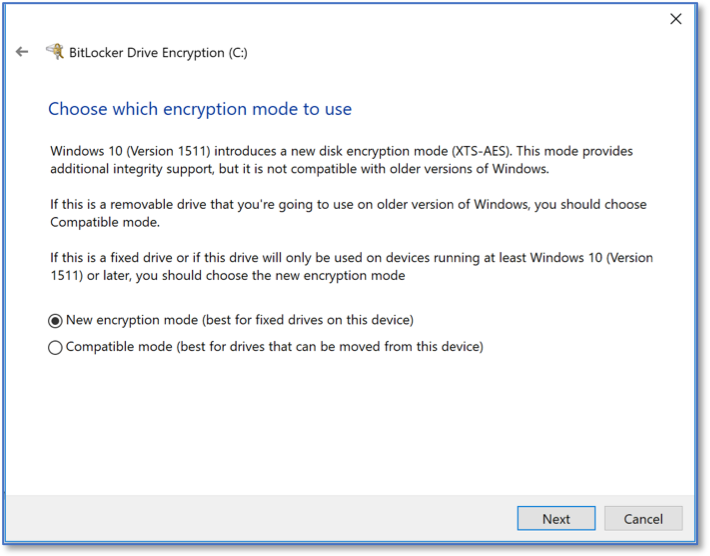 BitLocker Drive Encryption (C:)
Choose which encryption mode to use
Windows 10 (Version 1511) introduces a new disk encryption mode (XTS-AES). This mode provides
additional integrity support, but it is not compatible with older versions of Windows.
If this is a removable drive that you're going to use on older version of Windows, you should choose
Compatible mode.
If this is a fixed drive or if this drive will only be used on devices running at least Windows 10 (Version
1511) or later, you should choose the new encryption mode
New encryption mode (best for fixed drives on this device)
Compatible mode (best for drives that can be moved from this device)
Next Cancel